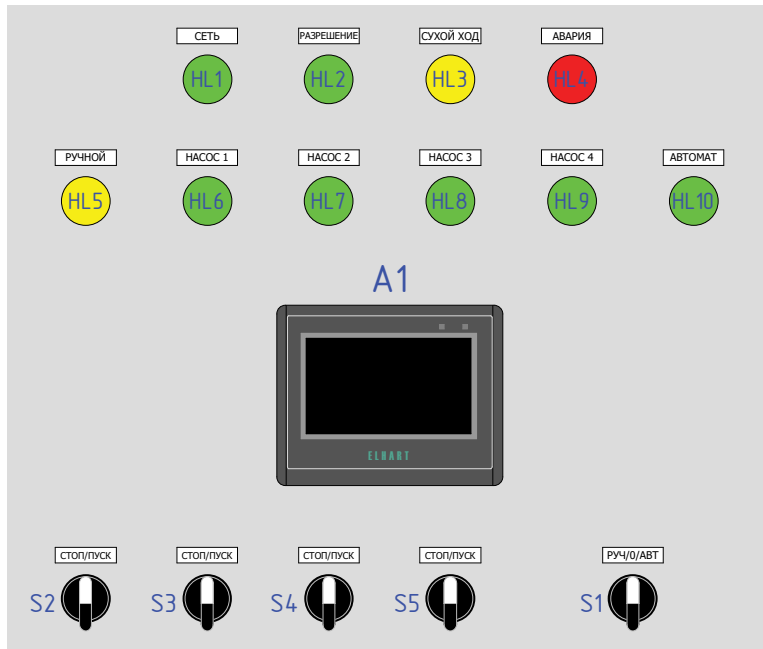 СЕТЬ РАЗРЕШЕНИЕ СУХОЙ ХОД АВАРИЯ
HL1 HL2 HL3 HL4
РУЧНОЙ НАСОС 1 НАСОС 2 НАСОС 3 НАСОС 4 АВТОМАТ
HL5 HL6 HL7 HL8 HL9 HL10
A1
ELHART
СТОП/ПУСК СТОП/ПУСК СТОП/ПУСК СТОП/ПУСК РУЧ/0/АВТ
S2 S3 S4 S5 S1